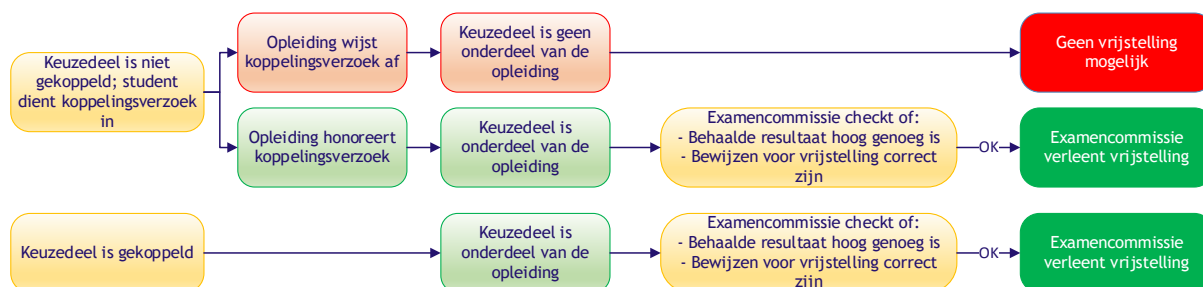 Keuzedeel is niet
gekoppeld; student
dient koppelingsverzoek
in
Opleiding wijst
koppelingsverzoek af
Keuzedeel is geen
onderdeel van de
opleiding
Geen vrijstelling
mogelijk
Opleiding honoreert
koppelingsverzoek
Keuzedeel is
onderdeel van de
opleiding
Examencommissie checkt of:
- Behaalde resultaat hoog genoeg is
- Bewijzen voor vrijstelling correct
zijn
OK
Examencommissie
verleent vrijstelling
Keuzedeel is gekoppeld
Keuzedeel is
onderdeel van de
opleiding
Examencommissie checkt of:
- Behaalde resultaat hoog genoeg is
- Bewijzen voor vrijstelling correct
zijn
OK
Examencommissie
verleent vrijstelling